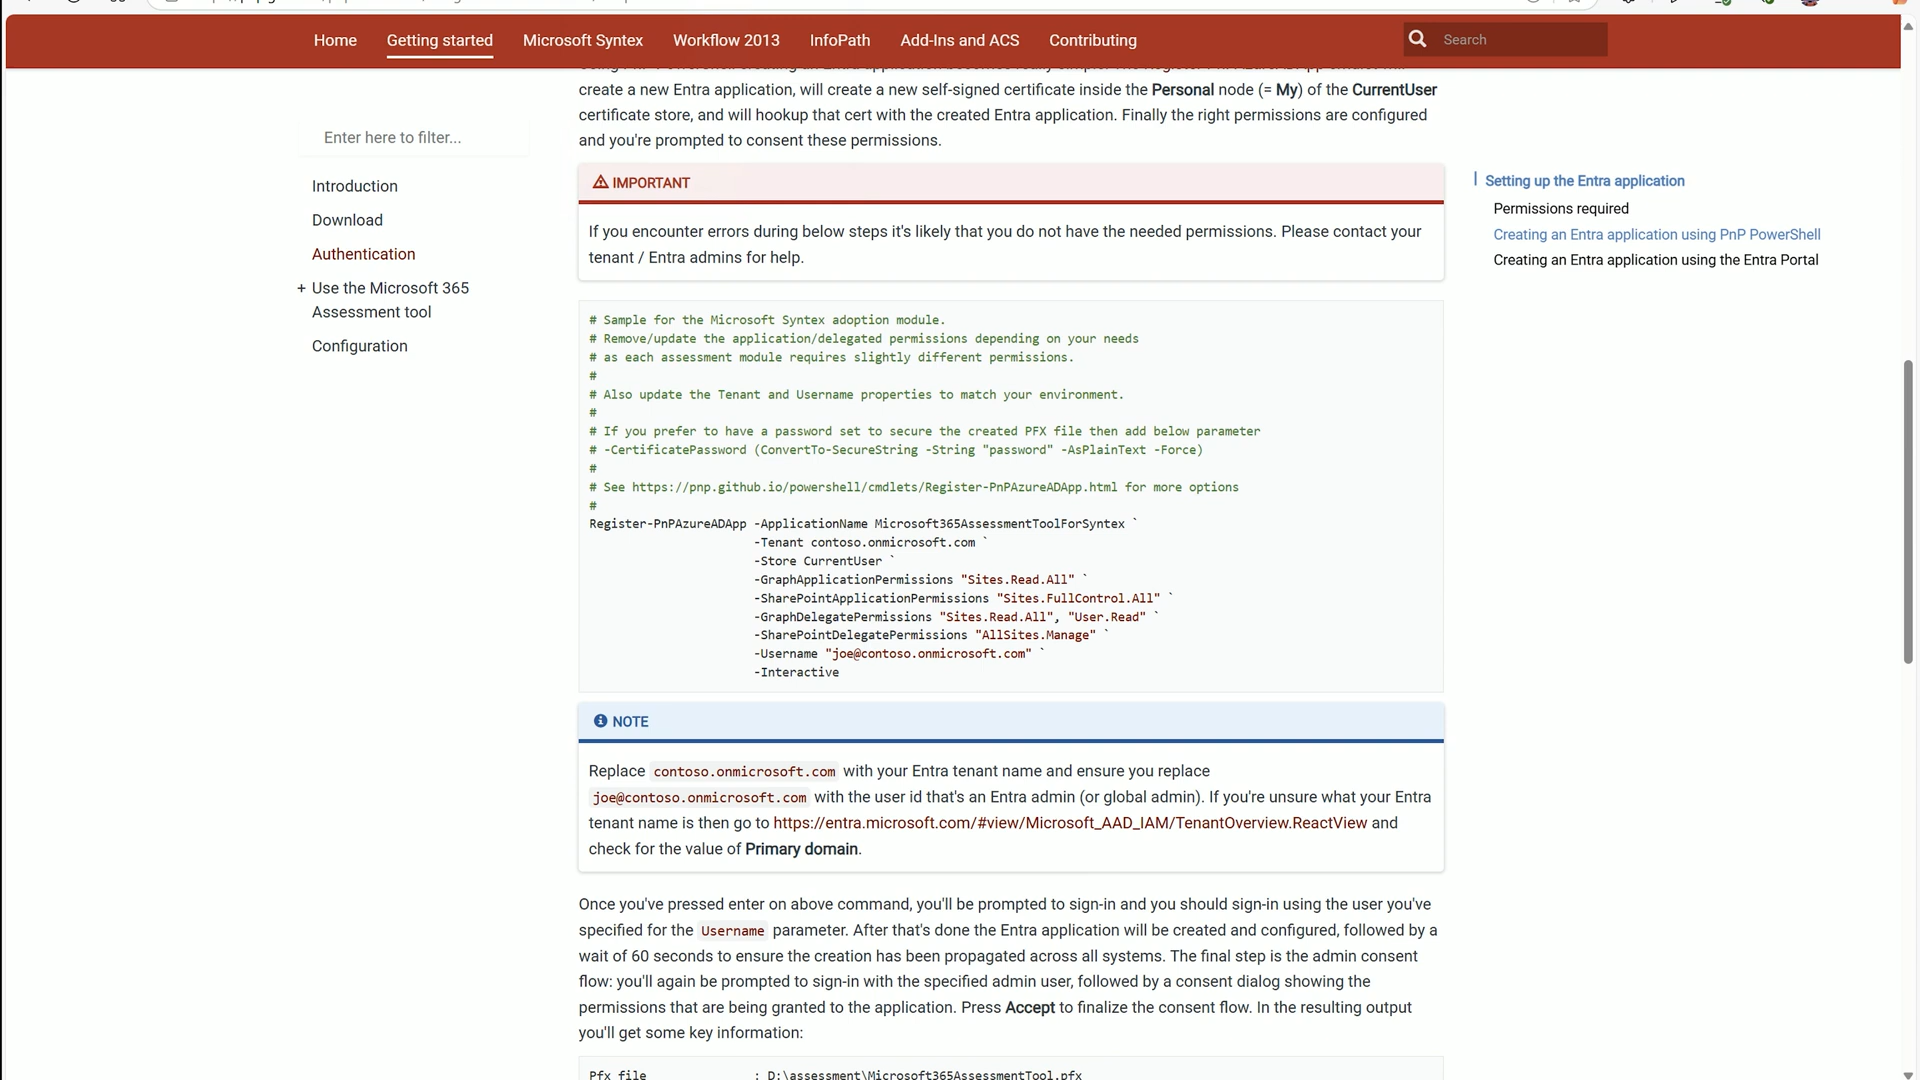 Home
Getting started
Microsoft Syntex
Workflow 2013
InfoPath
Add-Ins and ACS
Contributing
Search
Enter here to filter...
Introduction
Download
Authentication
+ Use the Microsoft 365
Assessment tool
Configuration
create a new Entra application, will create a new self-signed certificate inside the Personal node (= My) of the CurrentUser
certificate store, and will hookup that cert with the created Entra application. Finally the right permissions are configured
and you're prompted to consent these permissions.
IMPORTANT
If you encounter errors during below steps it's likely that you do not have the needed permissions. Please contact your
tenant / Entra admins for help.
# Sample for the Microsoft Syntex adoption module.
# Remove/update the application/delegated permissions depending on your needs
# as each assessment module requires slightly different permissions.
#
# Also update the Tenant and Username properties to match your environment.
#
# If you prefer to have a password set to secure the created PFX file then add below parameter
# -CertificatePassword (ConvertTo-SecureString -String "password" -AsPlainText -Force)
#
# See https://pnp.github.io/powershell/cmdlets/Register-PnPAzureADApp.html for more options
#
Register-PnPAzureADApp -ApplicationName Microsoft365AssessmentToolForSyntex `
-Tenant contoso.onmicrosoft.com `
-Store CurrentUser `
-GraphApplicationPermissions "Sites.Read.All" `
-SharePointApplicationPermissions "Sites.FullControl.All" `
-GraphDelegatePermissions "Sites.Read.All", "User.Read" `
-SharePointDelegatePermissions "AllSites.Manage" `
-Username "joe@contoso.onmicrosoft.com" `
-Interactive
NOTE
Replace contoso.onmicrosoft.com with your Entra tenant name and ensure you replace
joe@contoso.onmicrosoft.com with the user id that's an Entra admin (or global admin). If you're unsure what your Entra
tenant name is then go to https://entra.microsoft.com/#view/Microsoft_AAD_IAM/TenantOverview.ReactView and
check for the value of Primary domain.
Once you've pressed enter on above command, you'll be prompted to sign-in and you should sign-in using the user you've
specified for the Username parameter. After that's done the Entra application will be created and configured, followed by a
wait of 60 seconds to ensure the creation has been propagated across all systems. The final step is the admin consent
flow: you'll again be prompted to sign-in with the specified admin user, followed by a consent dialog showing the
permissions that are being granted to the application. Press Accept to finalize the consent flow. In the resulting output
you'll get some key information:
Pfx file : D:\assessment\Microsoft365AssessmentTool.pfx
Setting up the Entra application
Permissions required
Creating an Entra application using PnP PowerShell
Creating an Entra application using the Entra Portal